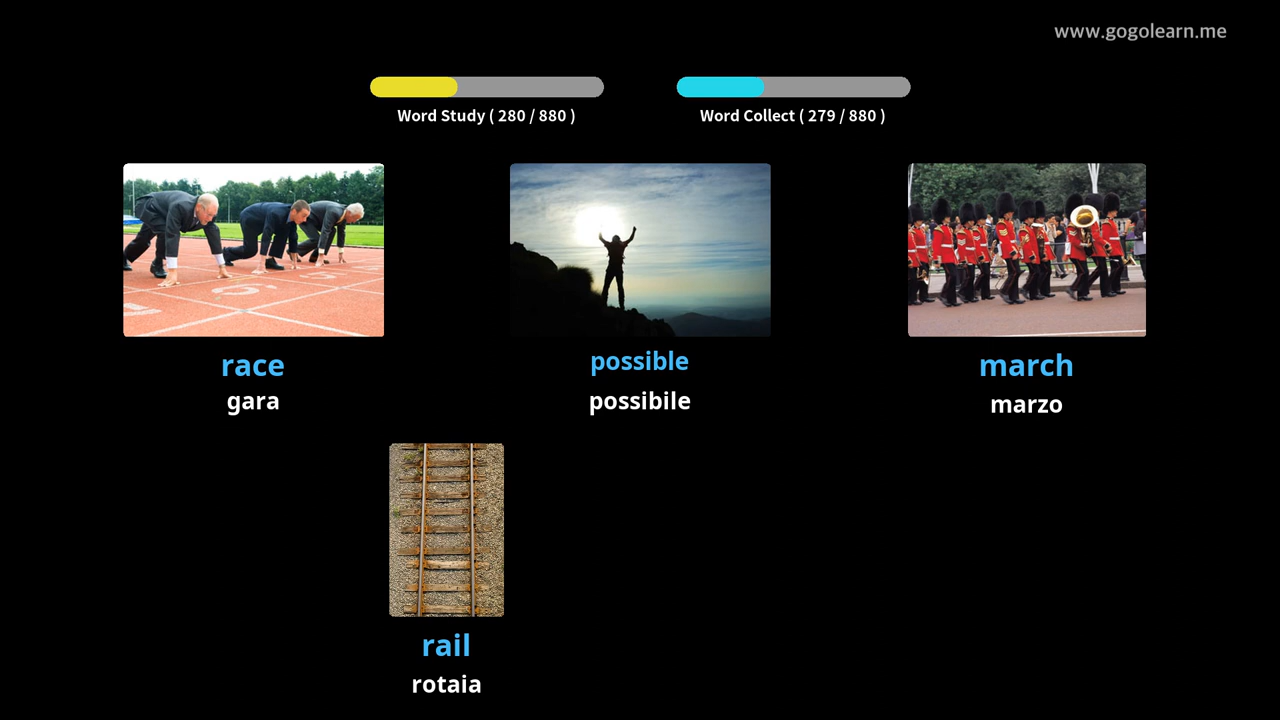 www.gogolearn.me
Word Study ( 280 / 880 )
Word Collect ( 279 / 880 )
race
gara
possible
possibile
march
marzo
rail
rotaia